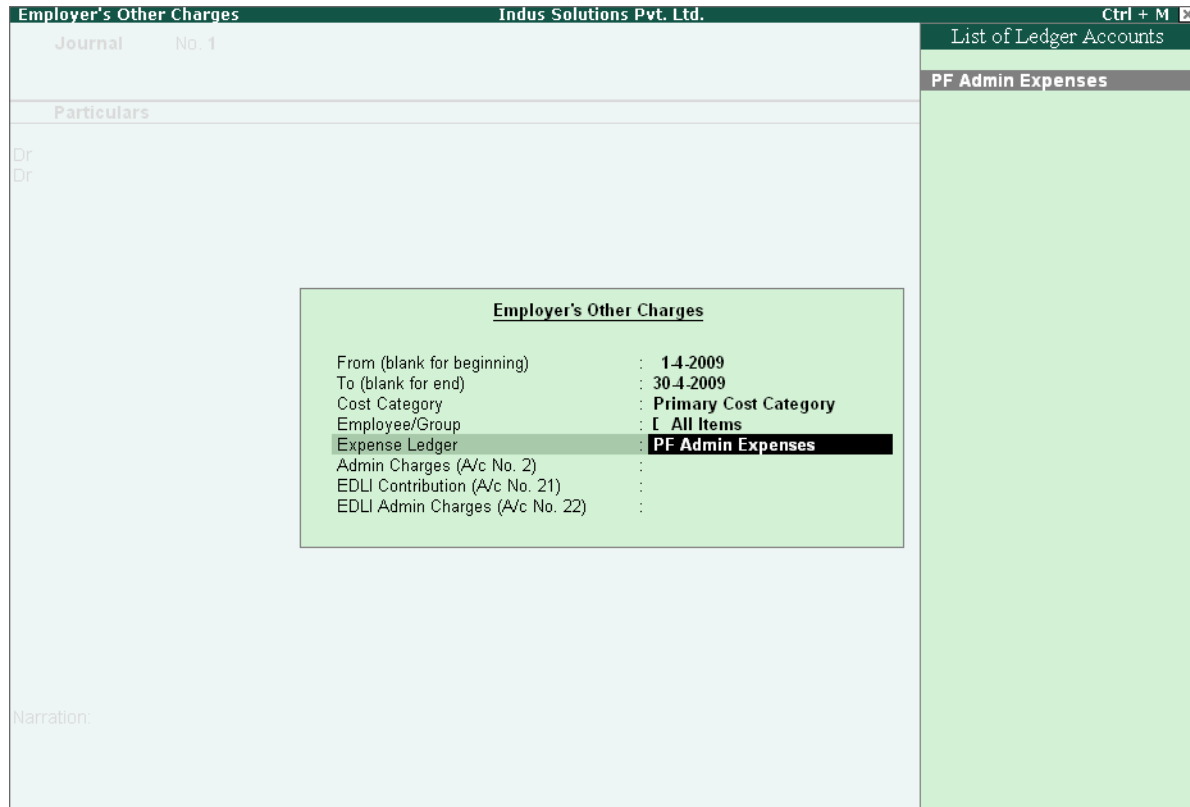 Employer's Other Charges Indus Solutions Pvt. Ltd. Ctrl + M
Journal No. 1
List of Ledger Accounts
PF Admin Expenses
Particulars
Dr
Dr
Employer's Other Charges
From (blank for beginning) : 1-4-2009
To (blank for end) : 30-4-2009
Cost Category : Primary Cost Category
Employee/Group : [ All Items
Expense Ledger : PF Admin Expenses
Admin Charges (A/c No. 2) :
EDLI Contribution (A/c No. 21) :
EDLI Admin Charges (A/c No. 22) :
Narration: